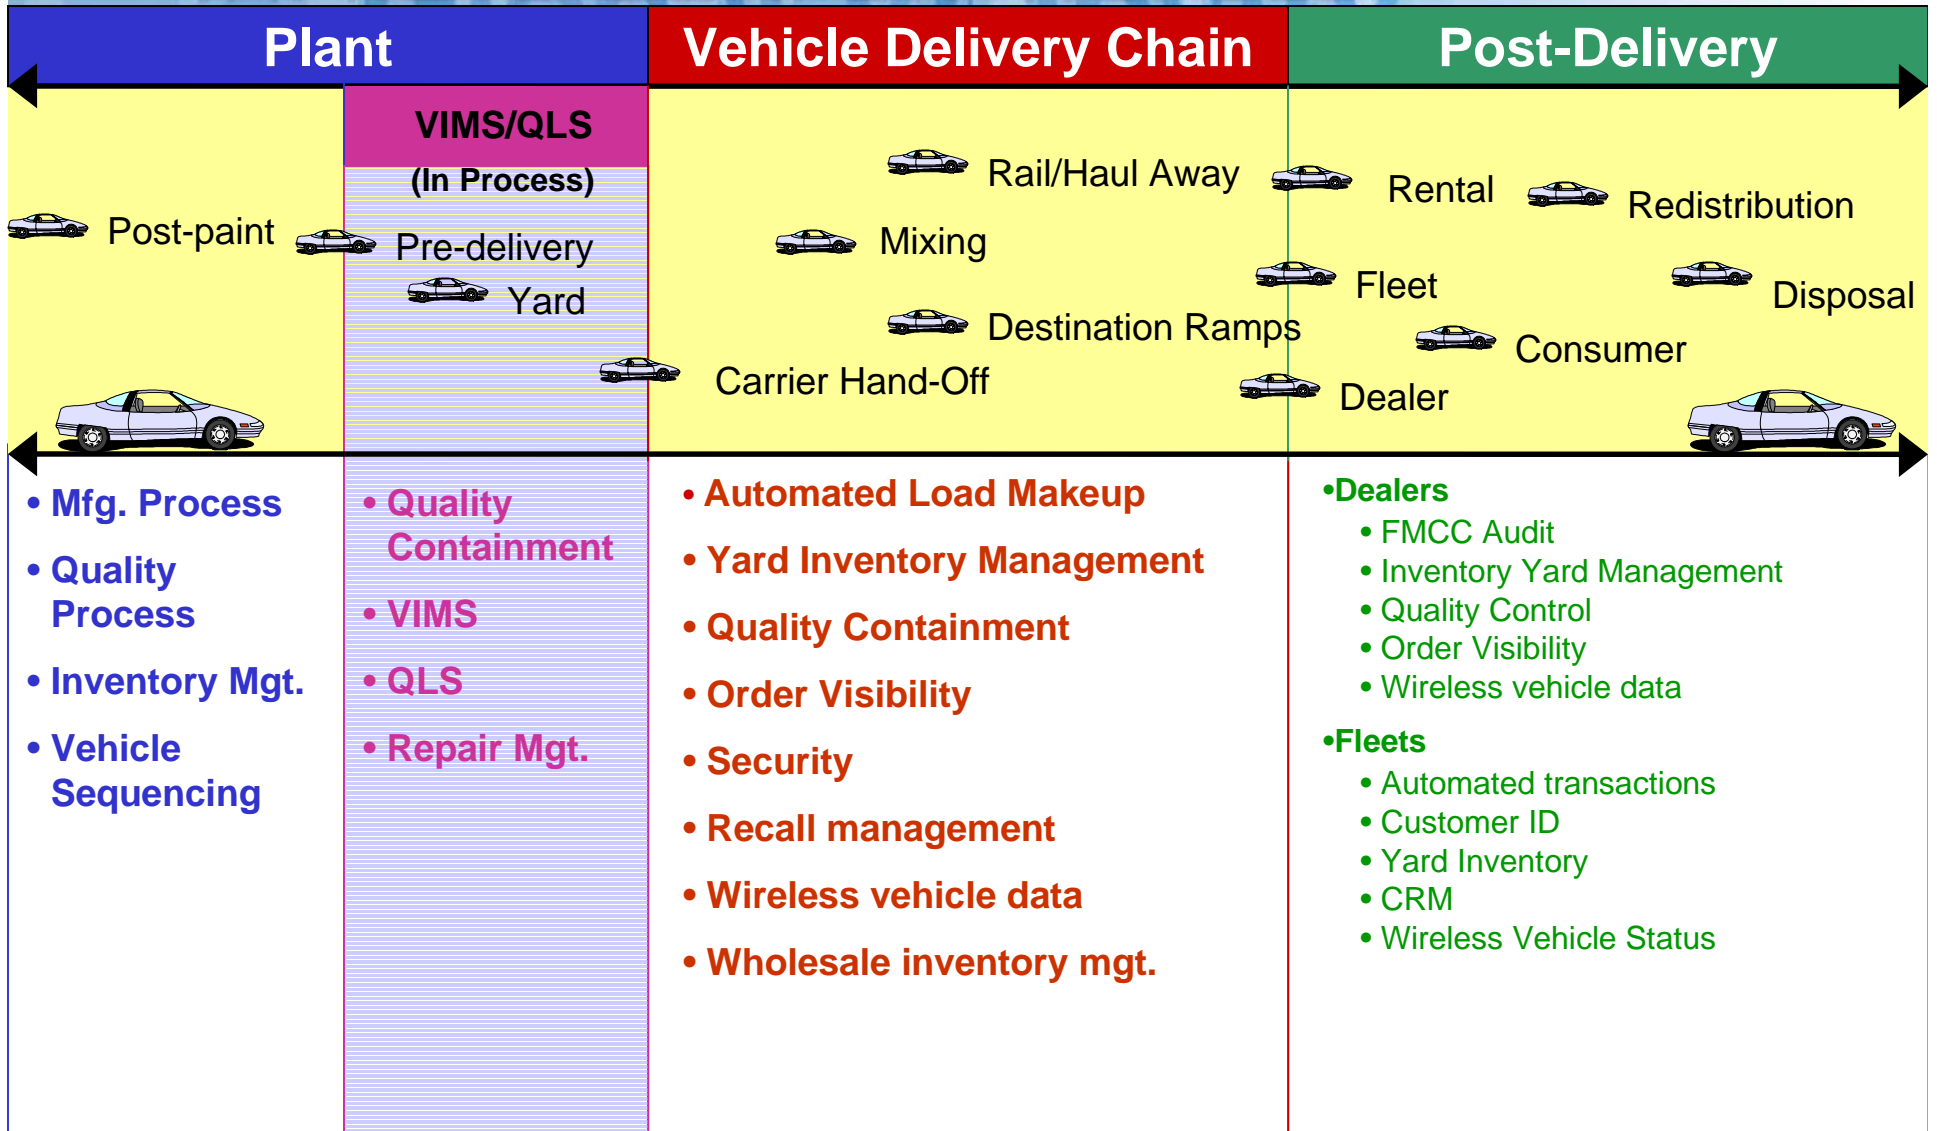 Plant
Vehicle Delivery Chain
Post-Delivery
VIMS/QLS
(In Process)
Post-paint
Pre-delivery
Yard
Rail/Haul Away
Mixing
Destination Ramps
Carrier Hand-Off
Rental
Redistribution
Fleet
Disposal
Consumer
Dealer
• Mfg. Process
• Quality
Process
• Inventory Mgt.
• Vehicle
Sequencing
• Quality
Containment
• VIMS
• QLS
• Repair Mgt.
• Automated Load Makeup
• Yard Inventory Management
• Quality Containment
• Order Visibility
• Security
• Recall management
• Wireless vehicle data
• Wholesale inventory mgt.
•Dealers
• FMCC Audit
• Inventory Yard Management
• Quality Control
• Order Visibility
• Wireless vehicle data
•Fleets
• Automated transactions
• Customer ID
• Yard Inventory
• CRM
• Wireless Vehicle Status